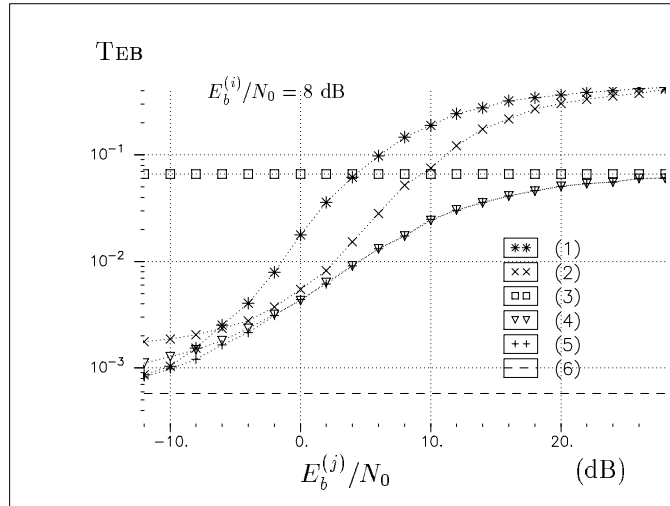 TEB
E_b^{(i)}/N_0 = 8 dB
10^{-1}
10^{-2}
10^{-3}
(1)
(2)
(3)
(4)
(5)
(6)
-10. 0. 10. 20.
E_b^{(j)}/N_0 (dB)